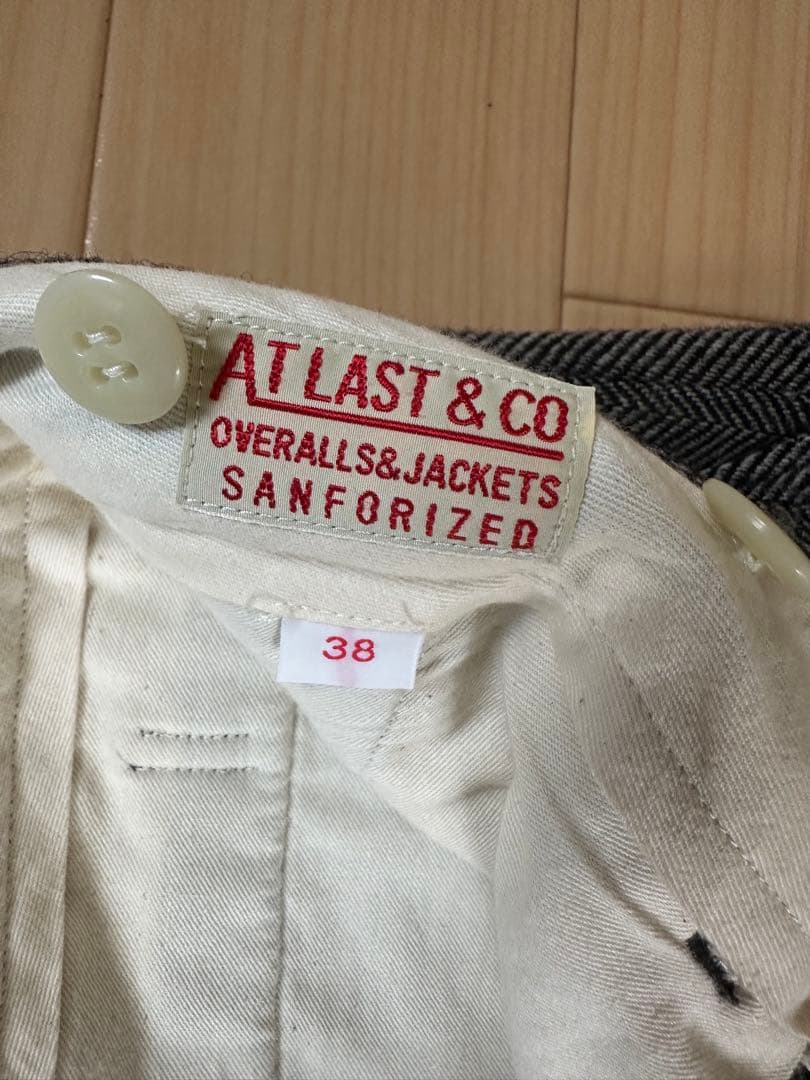 AT LAST & CO
OVERALLS&JACKETS
SANFORIZED
38